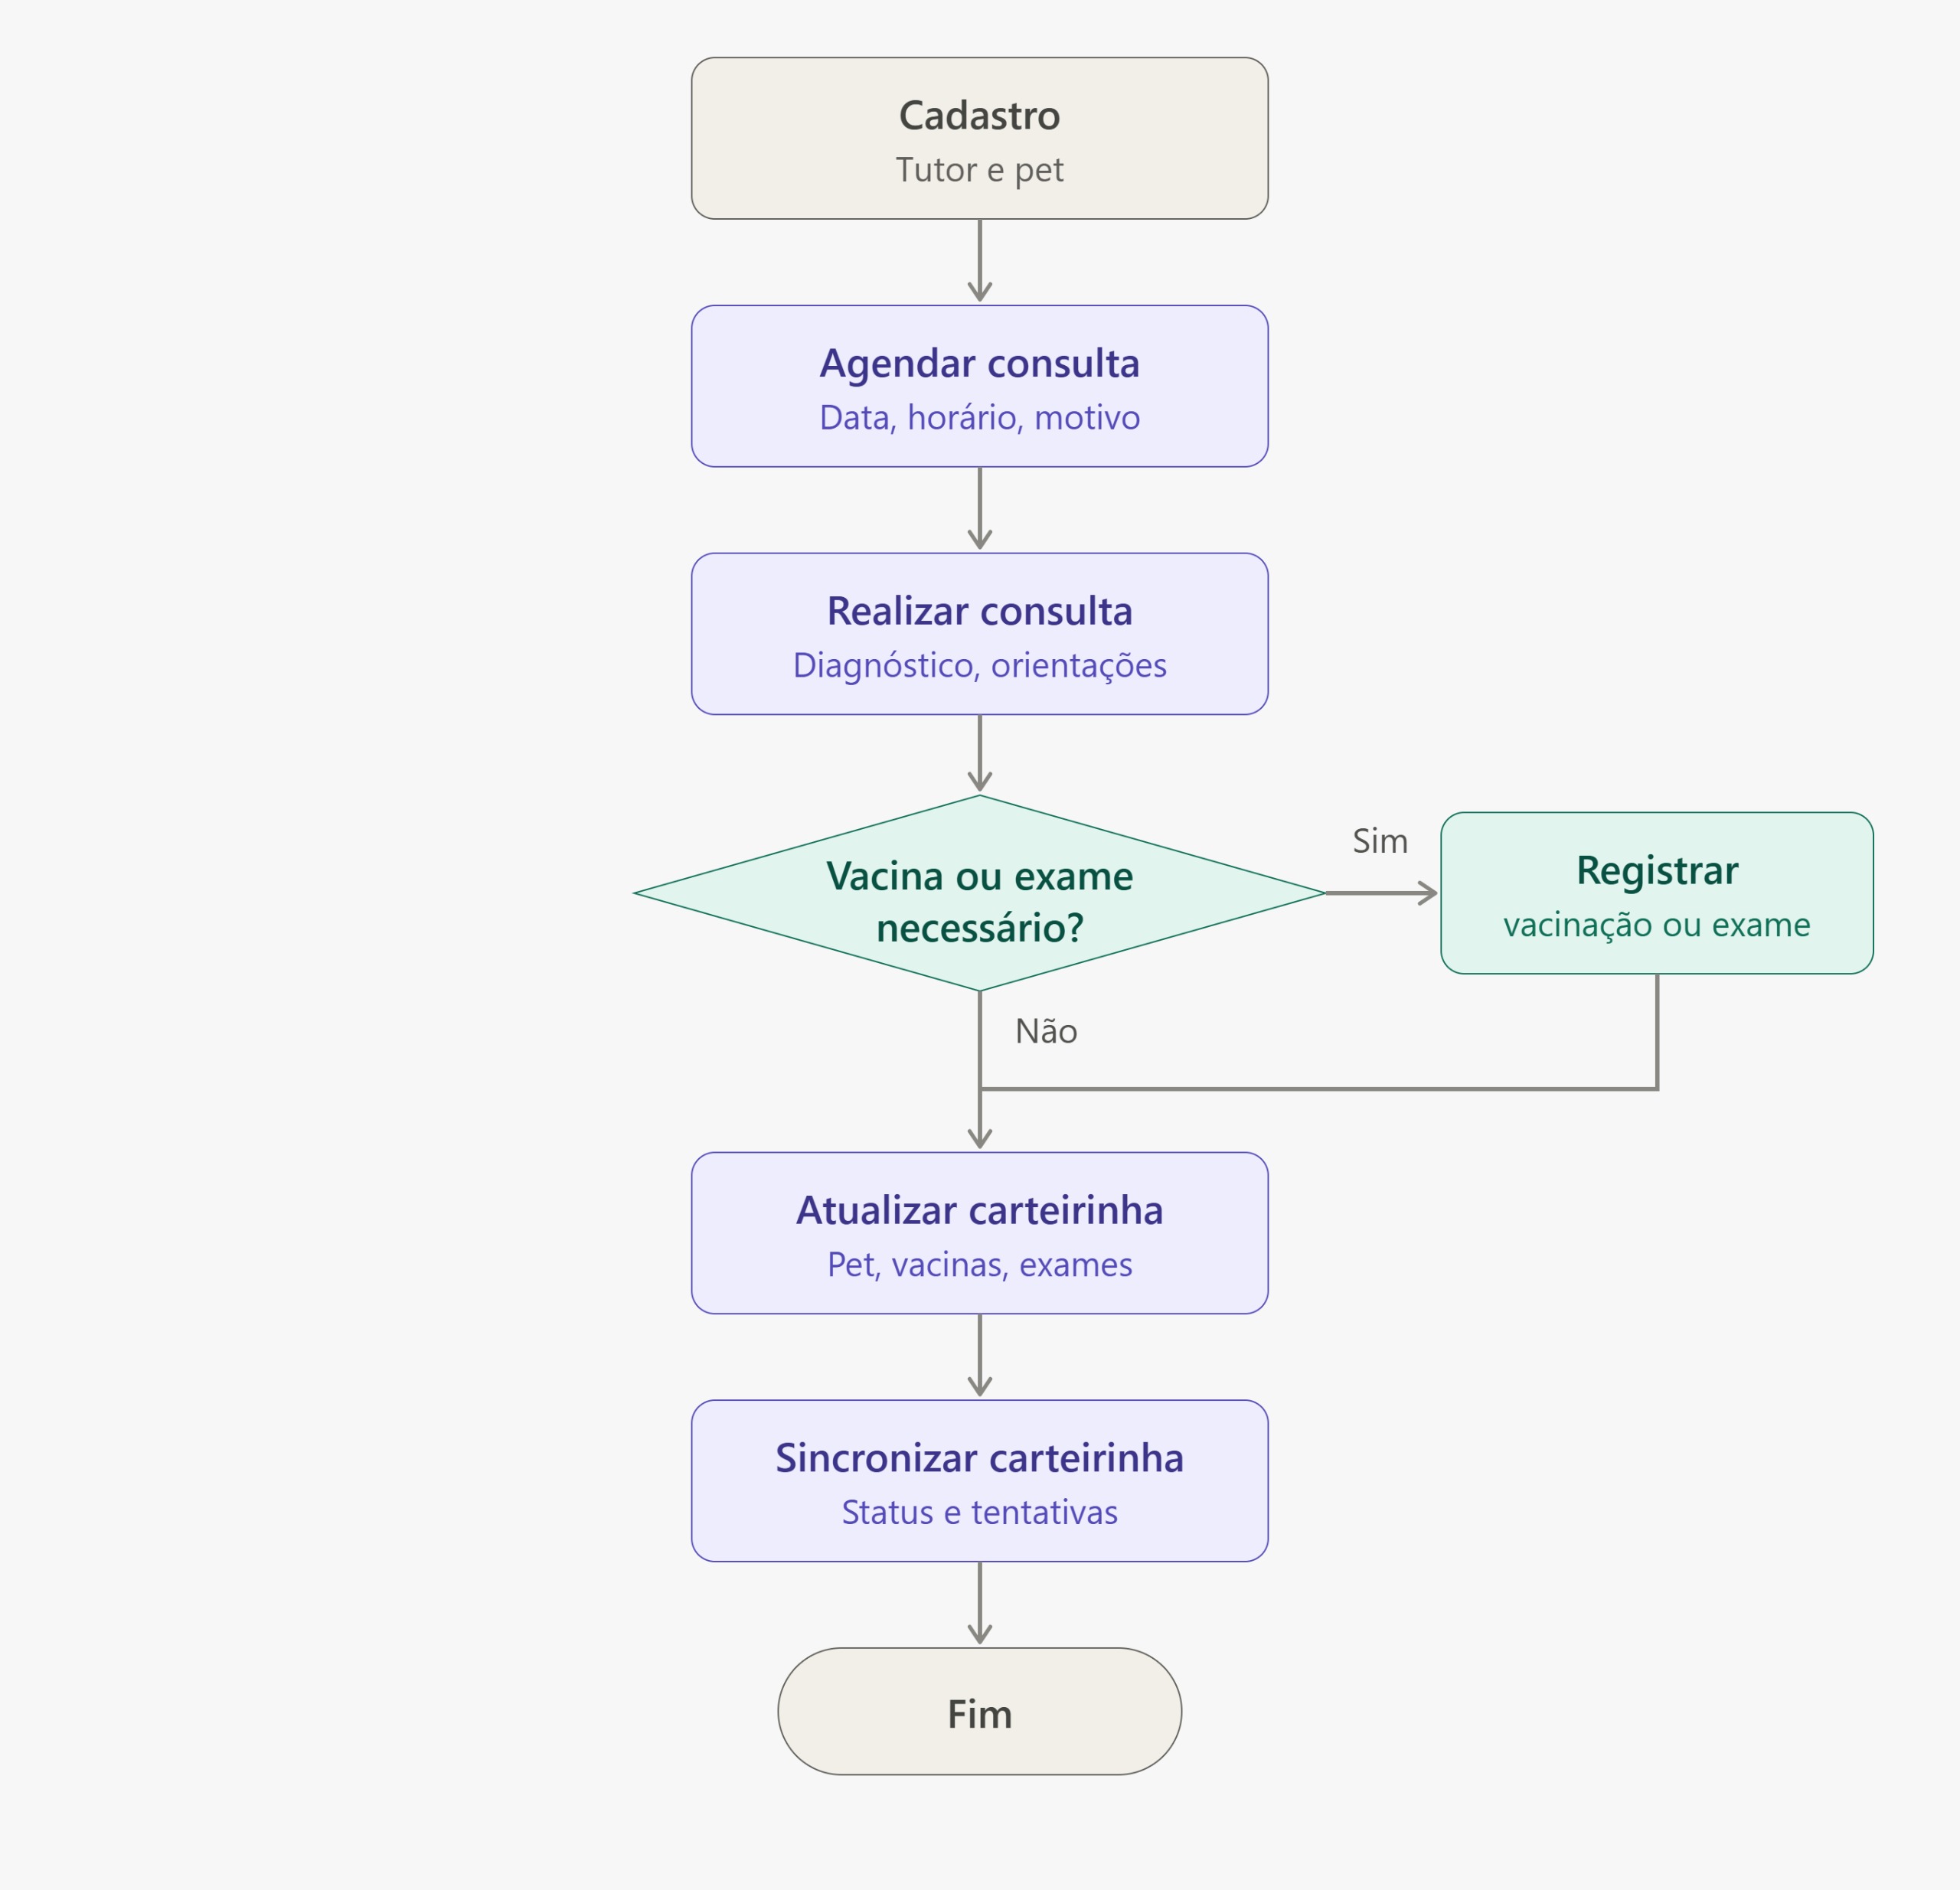 Cadastro
Tutor e pet
Agendar consulta
Data, horário, motivo
Realizar consulta
Diagnóstico, orientações
Vacina ou exame
necessário?
Sim
Registrar
vacinação ou exame
Não
Atualizar carteirinha
Pet, vacinas, exames
Sincronizar carteirinha
Status e tentativas
Fim